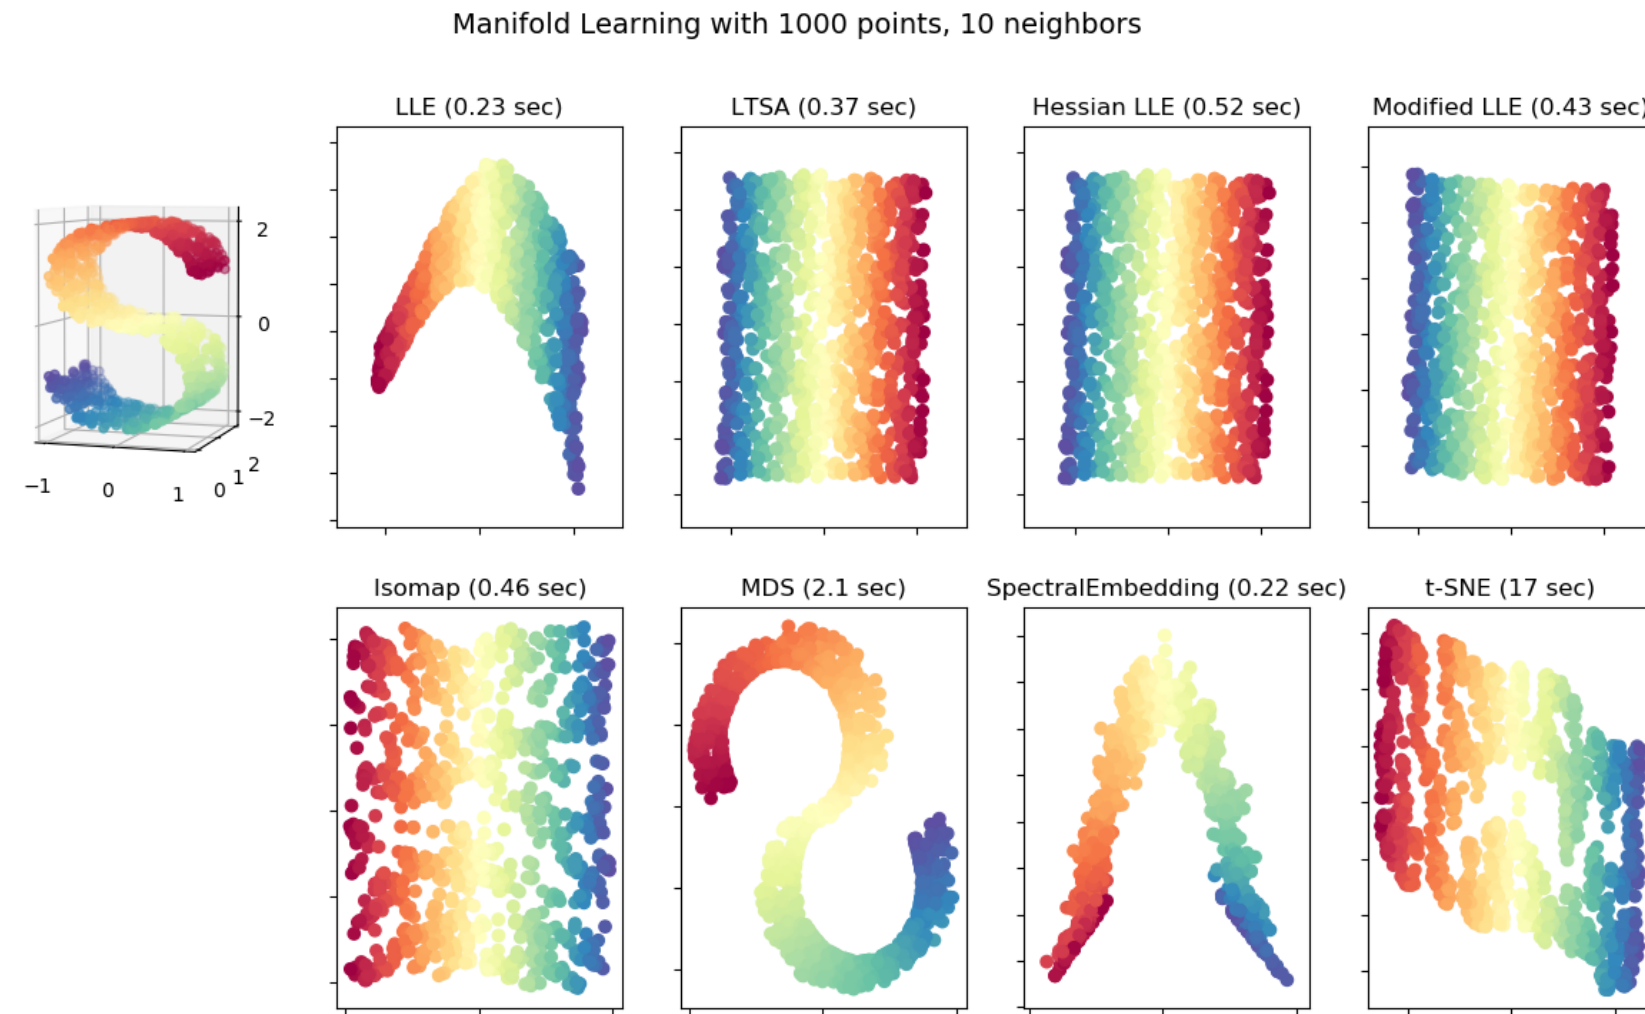 Manifold Learning with 1000 points, 10 neighbors
LLE (0.23 sec)
LTSA (0.37 sec)
Hessian LLE (0.52 sec)
Modified LLE (0.43 sec)
2
0
−2
−1
0
1
0
1
2
Isomap (0.46 sec)
MDS (2.1 sec)
SpectralEmbedding (0.22 sec)
t-SNE (17 sec)